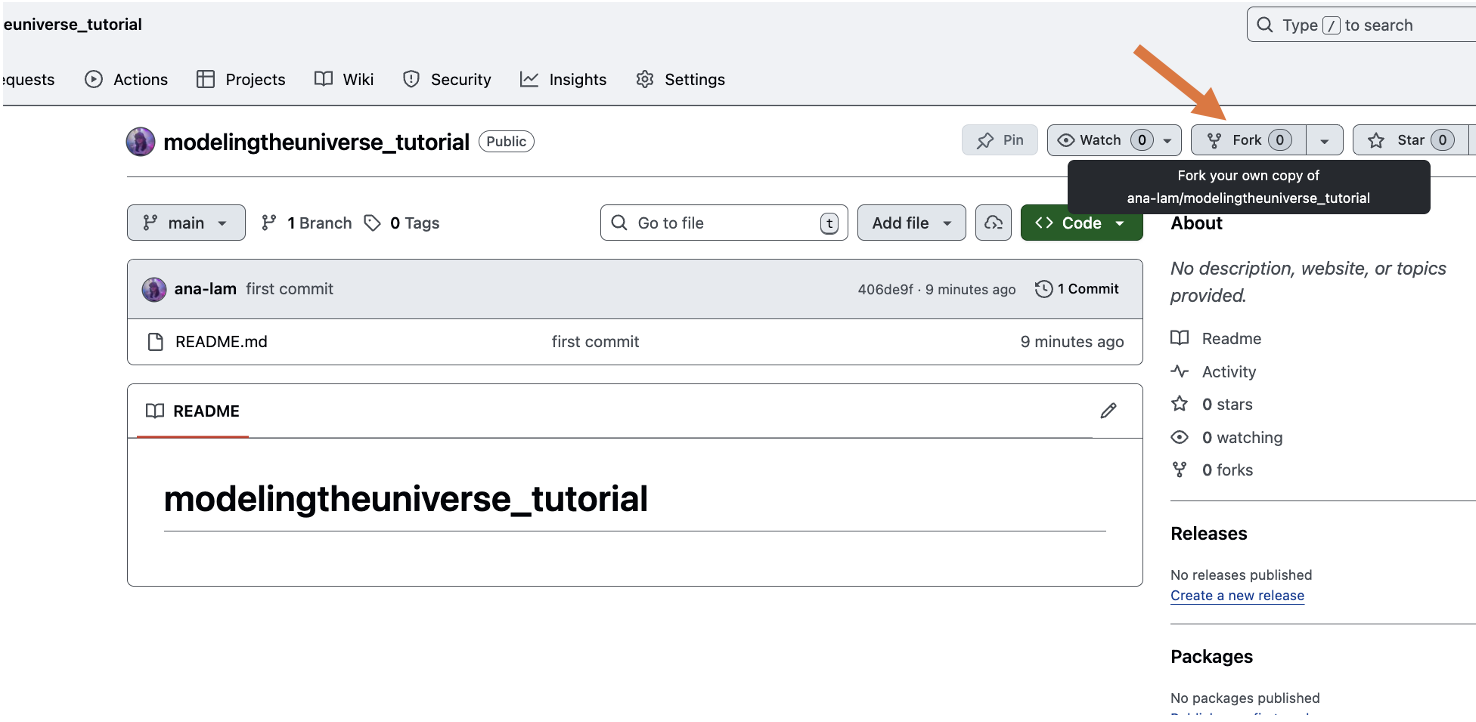 euniverse_tutorial
Type / to search
equests Actions Projects Wiki Security Insights Settings
modelingtheuniverse_tutorial Public Pin Watch 0 Fork 0 Star 0
Fork your own copy of
ana-lam/modelingtheuniverse_tutorial
main 1 Branch 0 Tags Go to file t Add file Code
ana-lam first commit 406de9f · 9 minutes ago 1 Commit
README.md first commit 9 minutes ago
README
modelingtheuniverse_tutorial
About
No description, website, or topics
provided.
Readme
Activity
0 stars
0 watching
0 forks
Releases
No releases published
Create a new release
Packages
No packages published